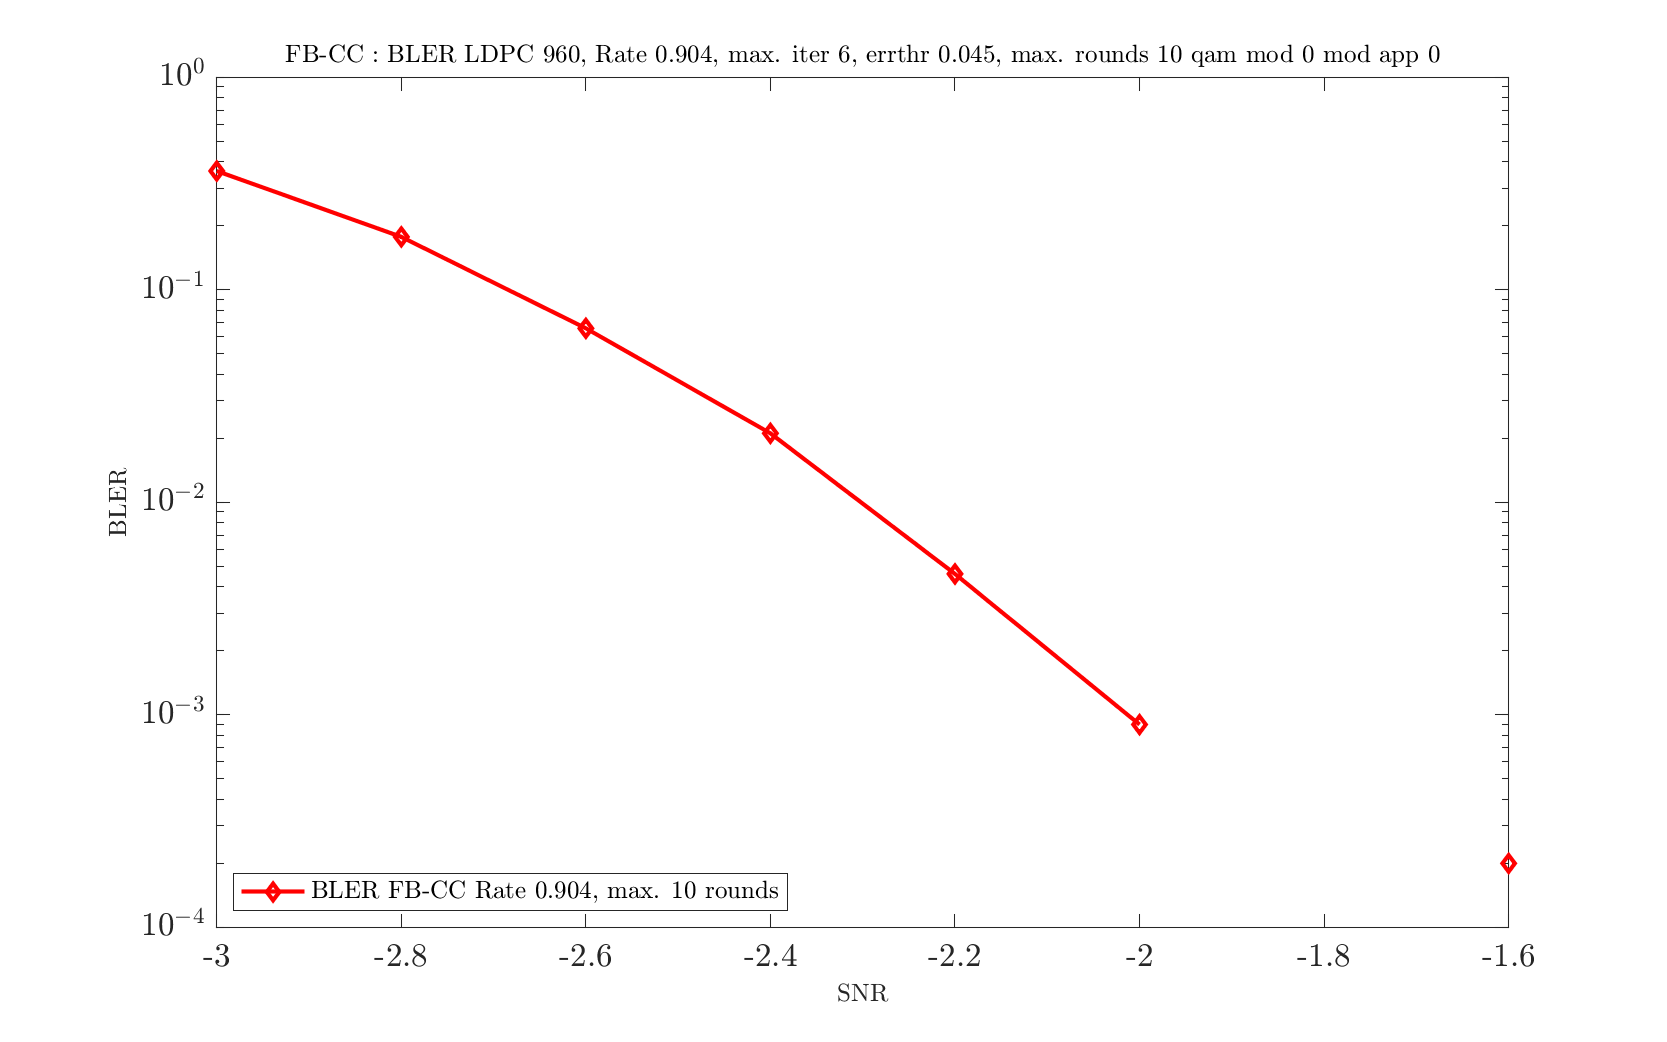 FB-CC : BLER LDPC 960, Rate 0.904, max. iter 6, errthr 0.045, max. rounds 10 qam mod 0 mod app 0
10^0
10^-1
10^-2
10^-3
10^-4
BLER
BLER FB-CC Rate 0.904, max. 10 rounds
-3 -2.8 -2.6 -2.4 -2.2 -2 -1.8 -1.6
SNR